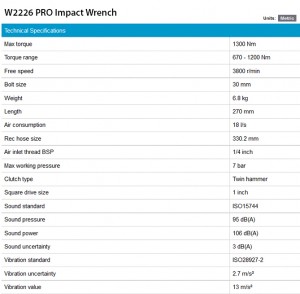 W2226 PRO Impact Wrench
Units: Metric
Technical Specifications
Max torque 1300 Nm
Torque range 670 - 1200 Nm
Free speed 3800 r/min
Bolt size 30 mm
Weight 6.8 kg
Length 270 mm
Air consumption 18 l/s
Rec hose size 330.2 mm
Air inlet thread BSP 1/4 inch
Max working pressure 7 bar
Clutch type Twin hammer
Square drive size 1 inch
Sound standard ISO15744
Sound pressure 95 dB(A)
Sound power 106 dB(A)
Sound uncertainty 3 dB(A)
Vibration standard ISO28927-2
Vibration uncertainty 2.7 m/s²
Vibration value 13 m/s²